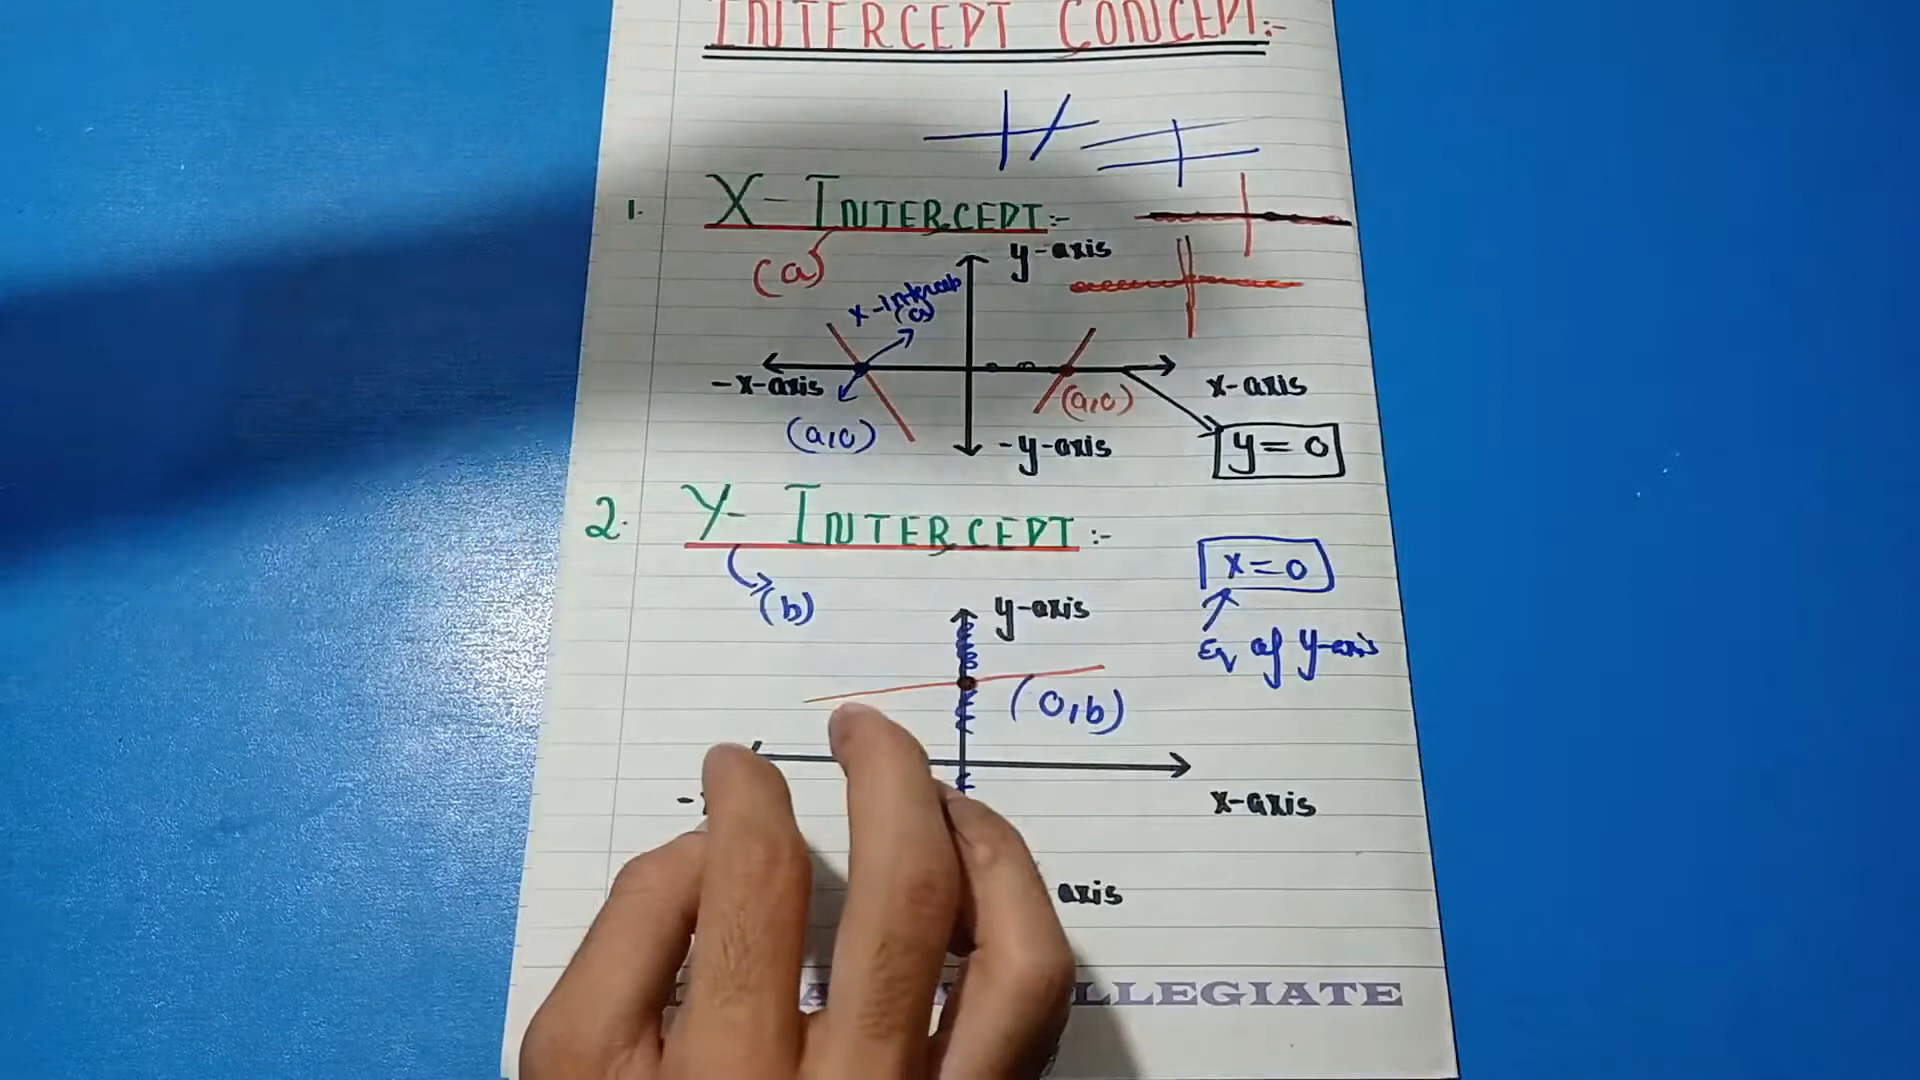 INTERCEPT CONCEPT:-
1. X-INTERCEPT:-
(a)
y-axis
x-intercept
(a)
-x-axis
x-axis
(a,0)
(a,0)
-y-axis
y=0
2. Y- INTERCEPT:-
x=0
(b)
y-axis
Eq of y-axis
(0,b)
x-axis
axis
LLEGIATE